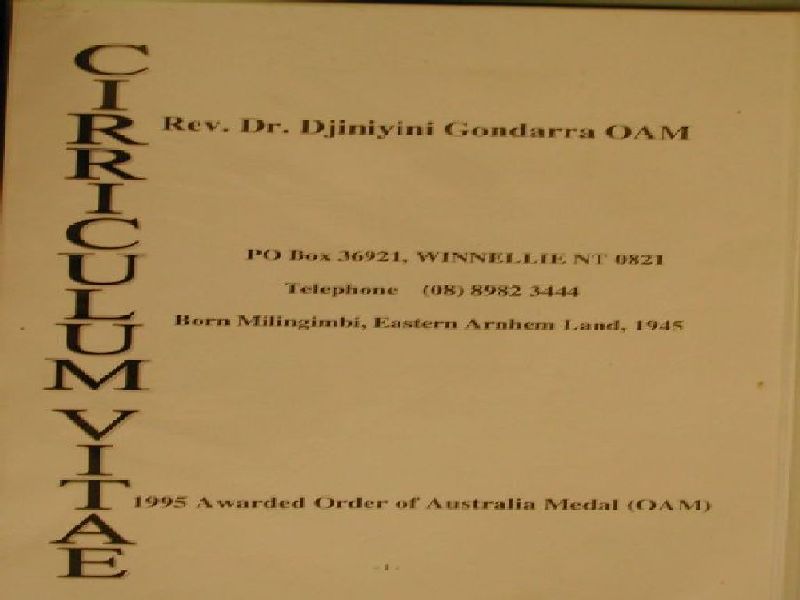 CIRRICULUM VITAE
Rev. Dr. Djiniyini Gondarra OAM
PO Box 36921, WINNELLIE NT 0821
Telephone (08) 8982 3444
Born Milingimbi, Eastern Arnhem Land, 1945
1995 Awarded Order of Australia Medal (OAM)
- 1 -